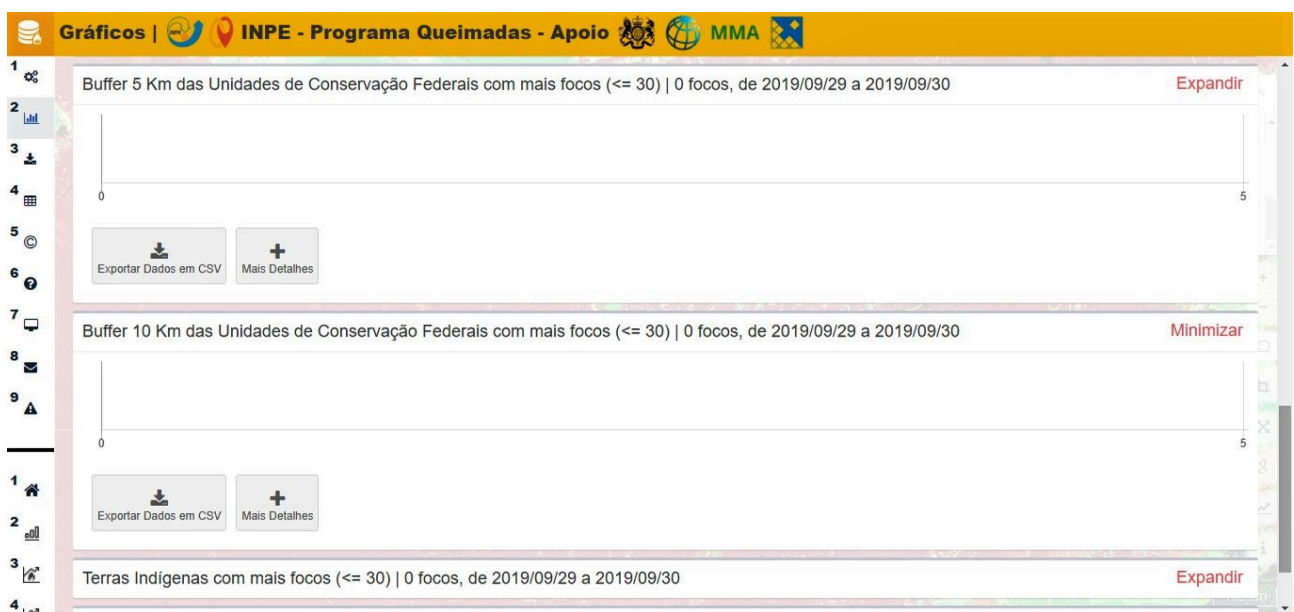 Gráficos | INPE - Programa Queimadas - Apoio MMA
1
2
3
4
5
6
7
8
9
1
2
3
4
Buffer 5 Km das Unidades de Conservação Federais com mais focos (<= 30) | 0 focos, de 2019/09/29 a 2019/09/30 Expandir
0 5
Exportar Dados em CSV Mais Detalhes
Buffer 10 Km das Unidades de Conservação Federais com mais focos (<= 30) | 0 focos, de 2019/09/29 a 2019/09/30 Minimizar
0 5
Exportar Dados em CSV Mais Detalhes
Terras Indígenas com mais focos (<= 30) | 0 focos, de 2019/09/29 a 2019/09/30 Expandir